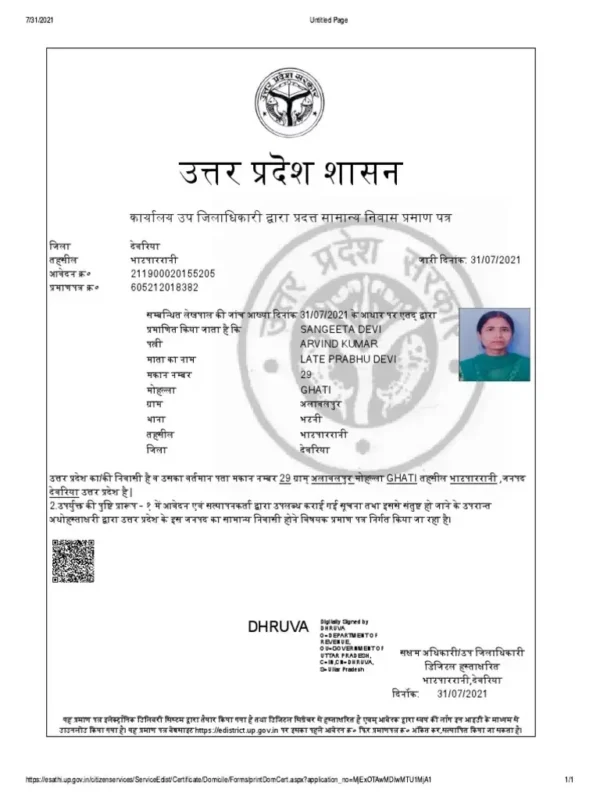 7/31/2021 Untitled Page
उत्तर प्रदेश सरकार
उत्तर प्रदेश शासन
कार्यालय उप जिलाधिकारी द्वारा प्रदत्त सामान्य निवास प्रमाण पत्र
जिला देवरिया
तहसील भाटपाररानी जारी दिनांक: 31/07/2021
आवेदन क्र० 211900020155205
प्रमाणपत्र क्र० 605212018382
सम्बन्धित लेखपाल की जांच आख्या दिनांक 31/07/2021 के आधार पर एतद् द्वारा
प्रमाणित किया जाता है कि SANGEETA DEVI
पत्नी ARVIND KUMAR
माता का नाम LATE PRABHU DEVI
मकान नम्बर 29
मोहल्ला GHATI
ग्राम अलावलपुर
थाना भटनी
तहसील भाटपाररानी
जिला देवरिया
उत्तर प्रदेश का/की निवासी है व उसका वर्तमान पता मकान नम्बर 29 ग्राम अलावलपुर मोहल्ला GHATI तहसील भाटपाररानी ,जनपद
देवरिया उत्तर प्रदेश है |
2.उपर्युक्त की पुष्टि प्रारूप - १ में आवेदन एवं सत्यापनकर्ता द्वारा उपलब्ध कराई गई सूचना तथा इससे संतुष्ट हो जाने के उपरान्त
अधोहस्ताक्षरी द्वारा उत्तर प्रदेश के इस जनपद का सामान्य निवासी होने विषयक प्रमाण पत्र निर्गत किया जा रहा है।
DHRUVA
Digitally Signed by
DHRUVA
O=DEPARTMENT OF
REVENUE,
OU=GOVERNMENT OF
UTTAR PRADESH,
C=IN,CN=DHRUVA,
S=Uttar Pradesh
सक्षम अधिकारी/उप जिलाधिकारी
डिजिटल हस्ताक्षरित
भाटपाररानी,देवरिया
दिनाँक: 31/07/2021
यह प्रमाण पत्र इलेक्ट्रॉनिक डिलिवरी सिस्टम द्वारा तैयार किया गया है तथा डिजिटल सिग्नेचर से हस्ताक्षरित है एवम् आवेदक द्वारा स्वयं की लॉग इन आइडी के माध्यम से
डाउनलोड किया गया है। यह प्रमाण पत्र वेबसाइट https://edistrict.up.gov.in पर इसका पहले आवेदन क्र० फिर प्रमाणपत्र क्र० अंकित कर,सत्यापित किया जा सकता है।
https://esathi.up.gov.in/citizenservices/ServiceEdist/Certificate/Domicile/Forms/printDomCert.aspx?application_no=MjExOTAwMDIwMTU1MjA1 1/1